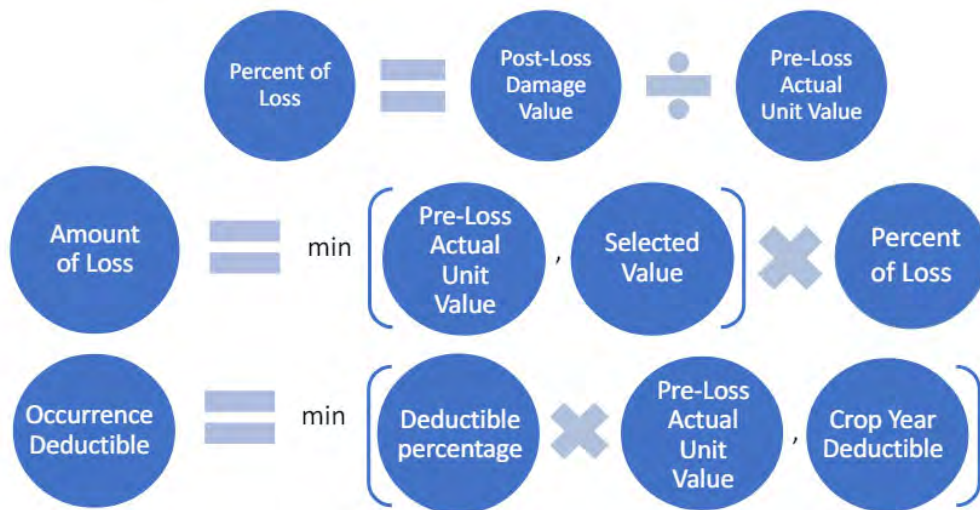 Percent of
Loss
Post-Loss
Damage
Value
Pre-Loss
Actual
Unit Value
Amount
of Loss
min
Pre-Loss
Actual
Unit
Value
,
Selected
Value
Percent
of Loss
Occurrence
Deductible
min
Deductible
percentage
Pre-Loss
Actual
Unit
Value
,
Crop Year
Deductible